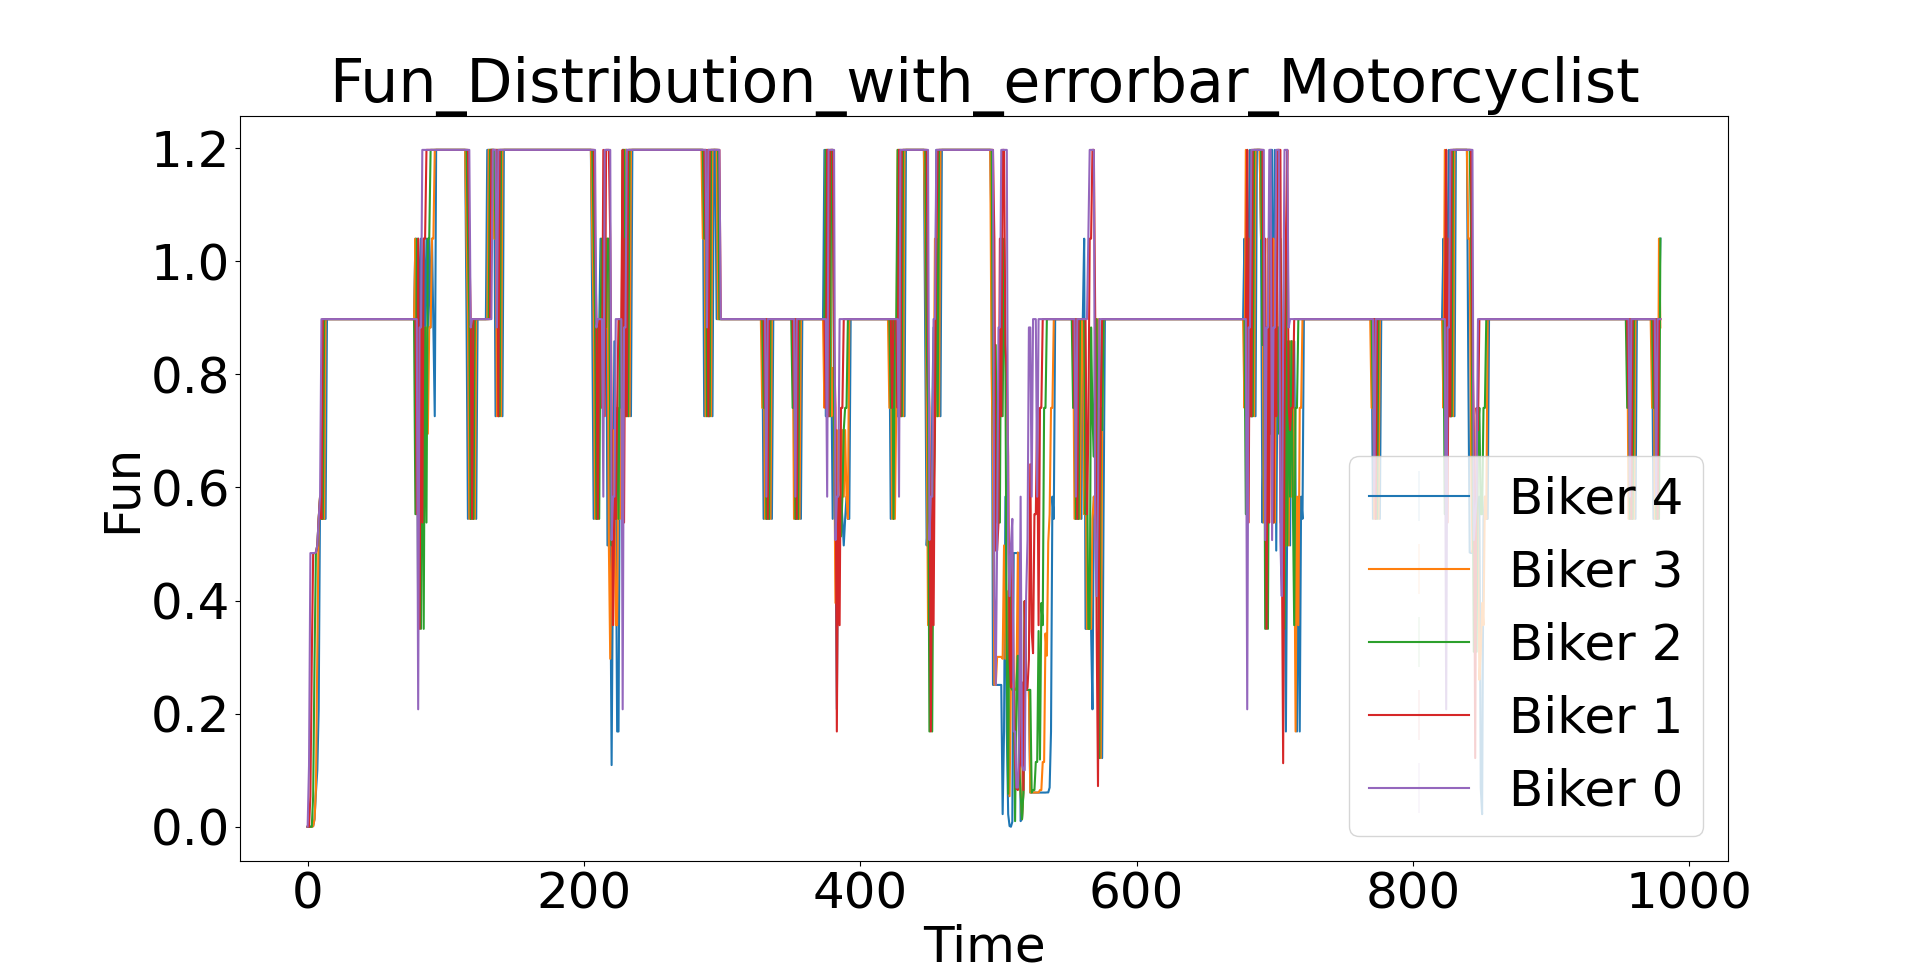 Fun_Distribution_with_errorbar_Motorcyclist
1.2
1.0
0.8
0.6
0.4
0.2
0.0
Fun
0 200 400 600 800 1000
Time
Biker 4
Biker 3
Biker 2
Biker 1
Biker 0